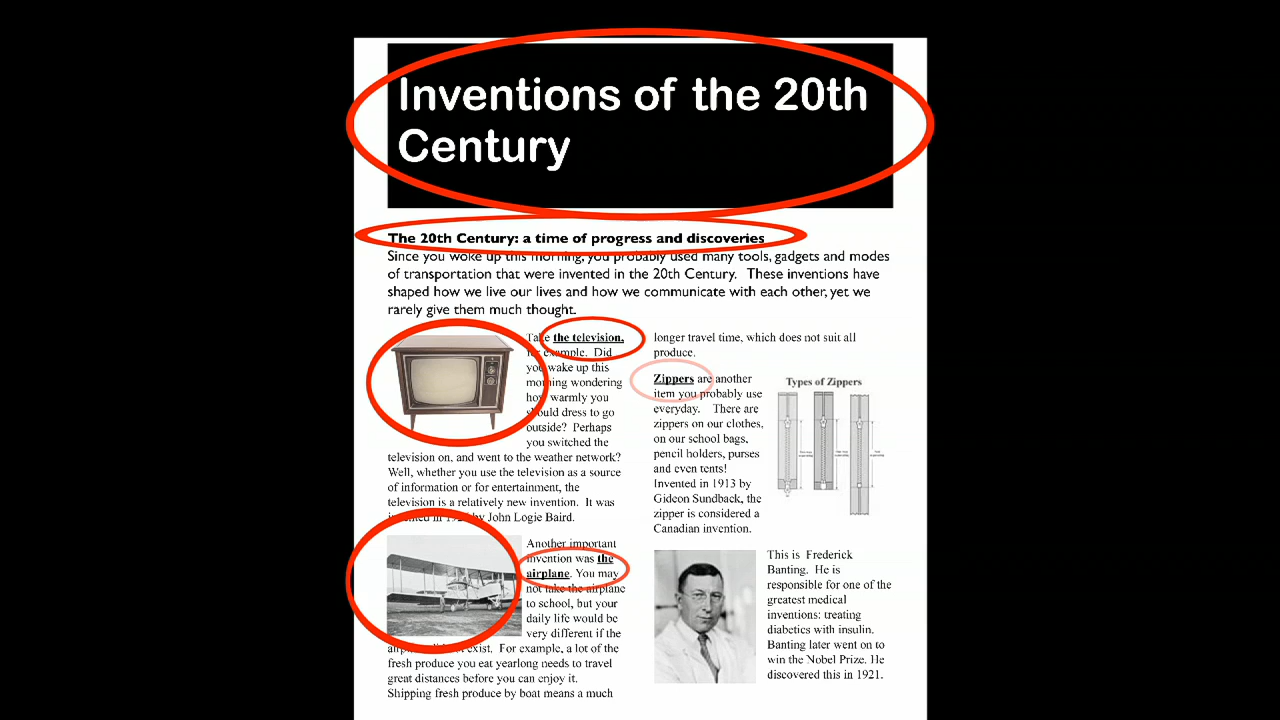 Inventions of the 20th
Century
The 20th Century: a time of progress and discoveries
Since you woke up this morning, you probably used many tools, gadgets and modes
of transportation that were invented in the 20th Century. These inventions have
shaped how we live our lives and how we communicate with each other, yet we
rarely give them much thought.
Take the television,
for example. Did
you wake up this
morning wondering
how warmly you
should dress to go
outside? Perhaps
you switched the
television on, and went to the weather network?
Well, whether you use the television as a source
of information or for entertainment, the
television is a relatively new invention. It was
invented in by John Logie Baird.
Another important
invention was the
airplane. You may
not take the airplane
to school, but your
daily life would be
very different if the
exist. For example, a lot of the
fresh produce you eat yearlong needs to travel
great distances before you can enjoy it.
Shipping fresh produce by boat means a much
longer travel time, which does not suit all
produce.
Zippers are another
item you probably use
everyday. There are
zippers on our clothes,
on our school bags,
pencil holders, purses
and even tents!
Invented in 1913 by
Gideon Sundback, the
zipper is considered a
Canadian invention.
Types of Zippers
This is Frederick
Banting. He is
responsible for one of the
greatest medical
inventions: treating
diabetics with insulin.
Banting later went on to
win the Nobel Prize. He
discovered this in 1921.